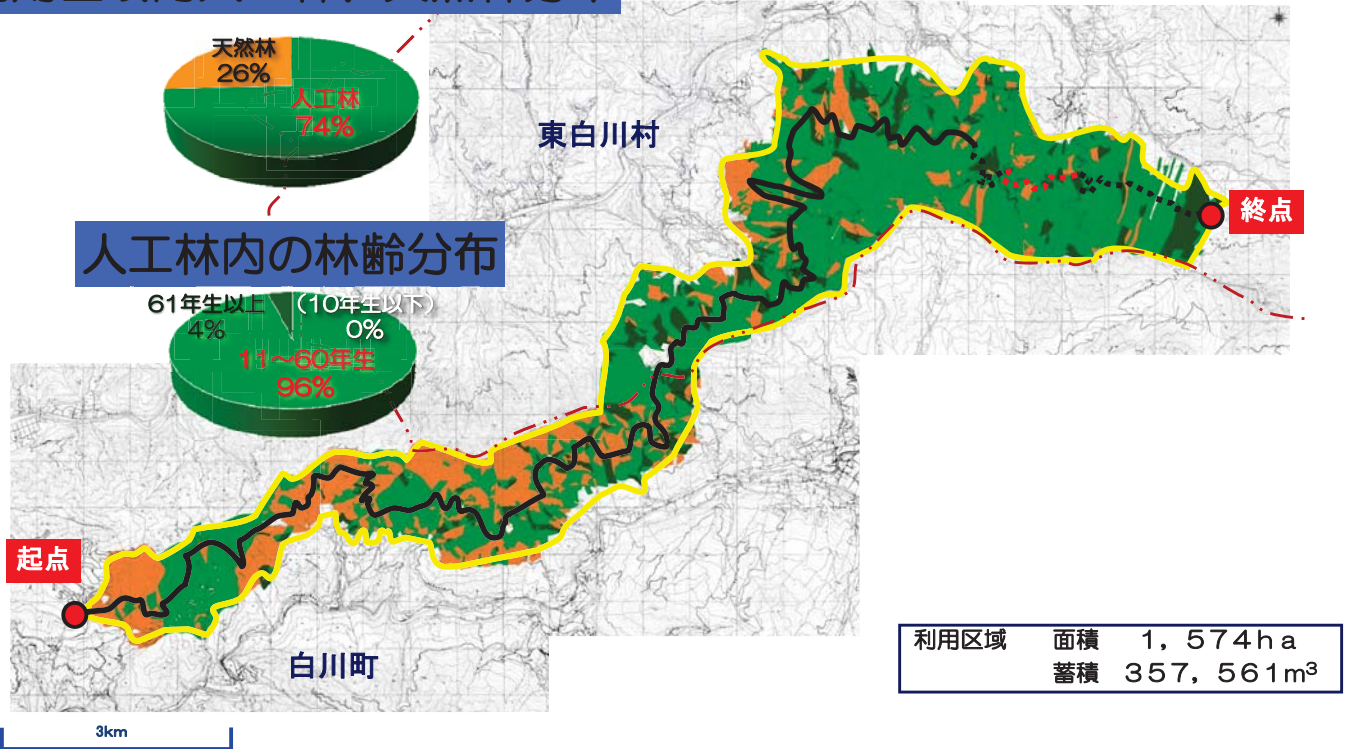 天然林
26%
人工林
74%
東白川村
終点
人工林内の林齢分布
61年生以上
4%
（10年生以下）
0%
11～60年生
96%
起点
白川町
利用区域　面積　１，５７４ha
蓄積　３５７，５６１m³
3km